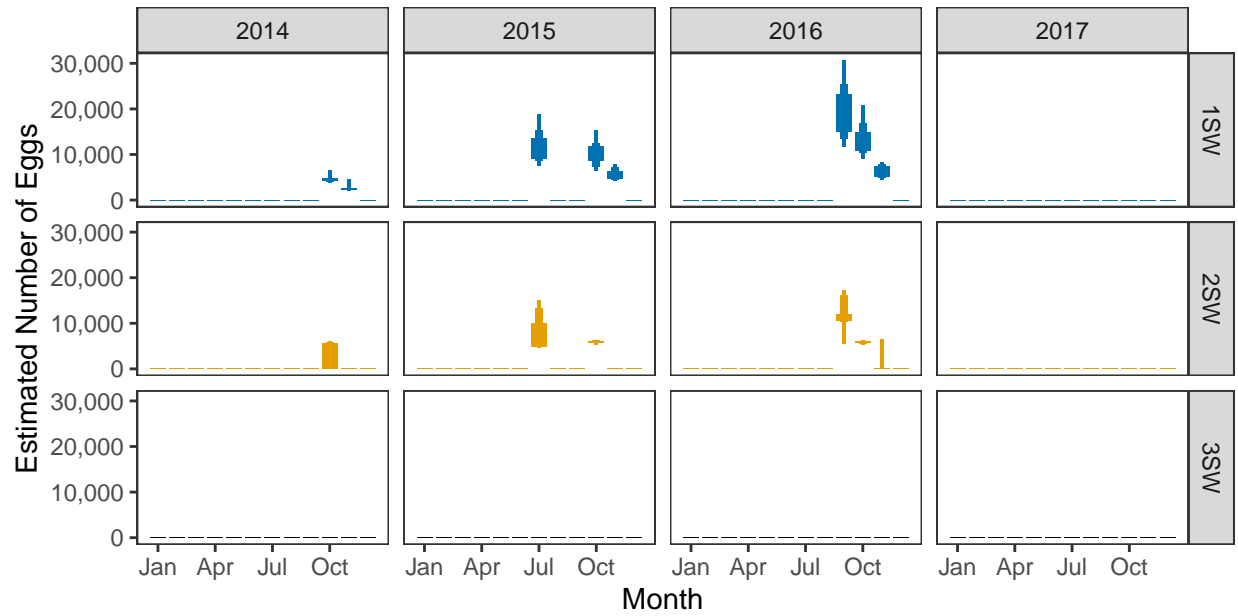 2014 2015 2016 2017
Estimated Number of Eggs
30,000
20,000
10,000
0
1SW
30,000
20,000
10,000
0
2SW
30,000
20,000
10,000
0
3SW
Jan Apr Jul Oct Jan Apr Jul Oct Jan Apr Jul Oct Jan Apr Jul Oct
Month